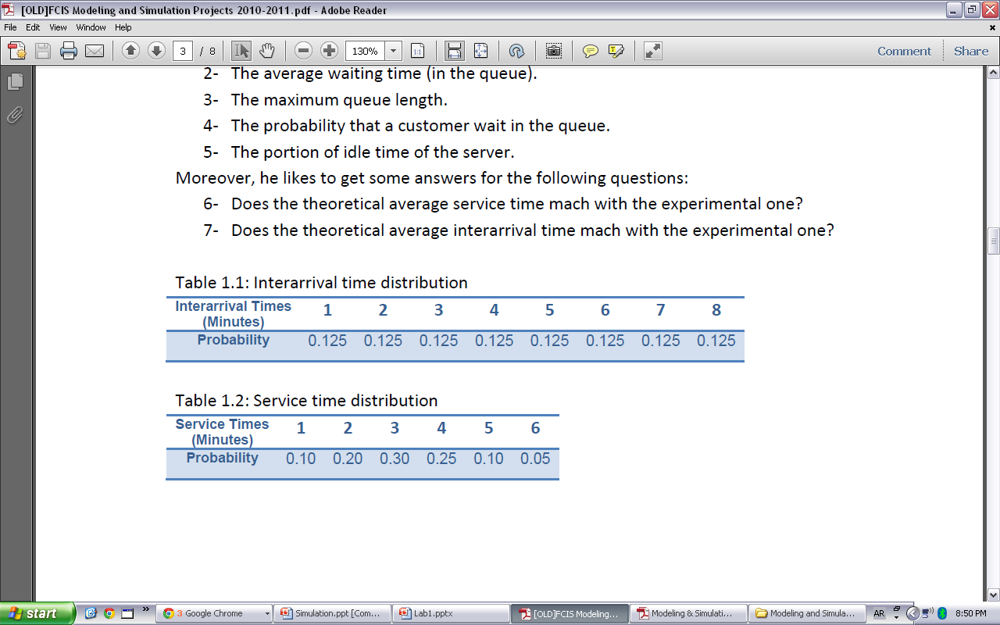 [OLD]FCIS Modeling and Simulation Projects 2010-2011.pdf - Adobe Reader
File Edit View Window Help
3 / 8 130% 1:1 Comment Share
2- The average waiting time (in the queue).
3- The maximum queue length.
4- The probability that a customer wait in the queue.
5- The portion of idle time of the server.
Moreover, he likes to get some answers for the following questions:
6- Does the theoretical average service time mach with the experimental one?
7- Does the theoretical average interarrival time mach with the experimental one?
Table 1.1: Interarrival time distribution
Interarrival Times (Minutes) 1 2 3 4 5 6 7 8
Probability 0.125 0.125 0.125 0.125 0.125 0.125 0.125 0.125
Table 1.2: Service time distribution
Service Times (Minutes) 1 2 3 4 5 6
Probability 0.10 0.20 0.30 0.25 0.10 0.05
start » 3 Google Chrome Simulation.ppt [Com... Lab1.pptx [OLD]FCIS Modeling... Modeling & Simulati... Modeling and Simula... AR 8:50 PM